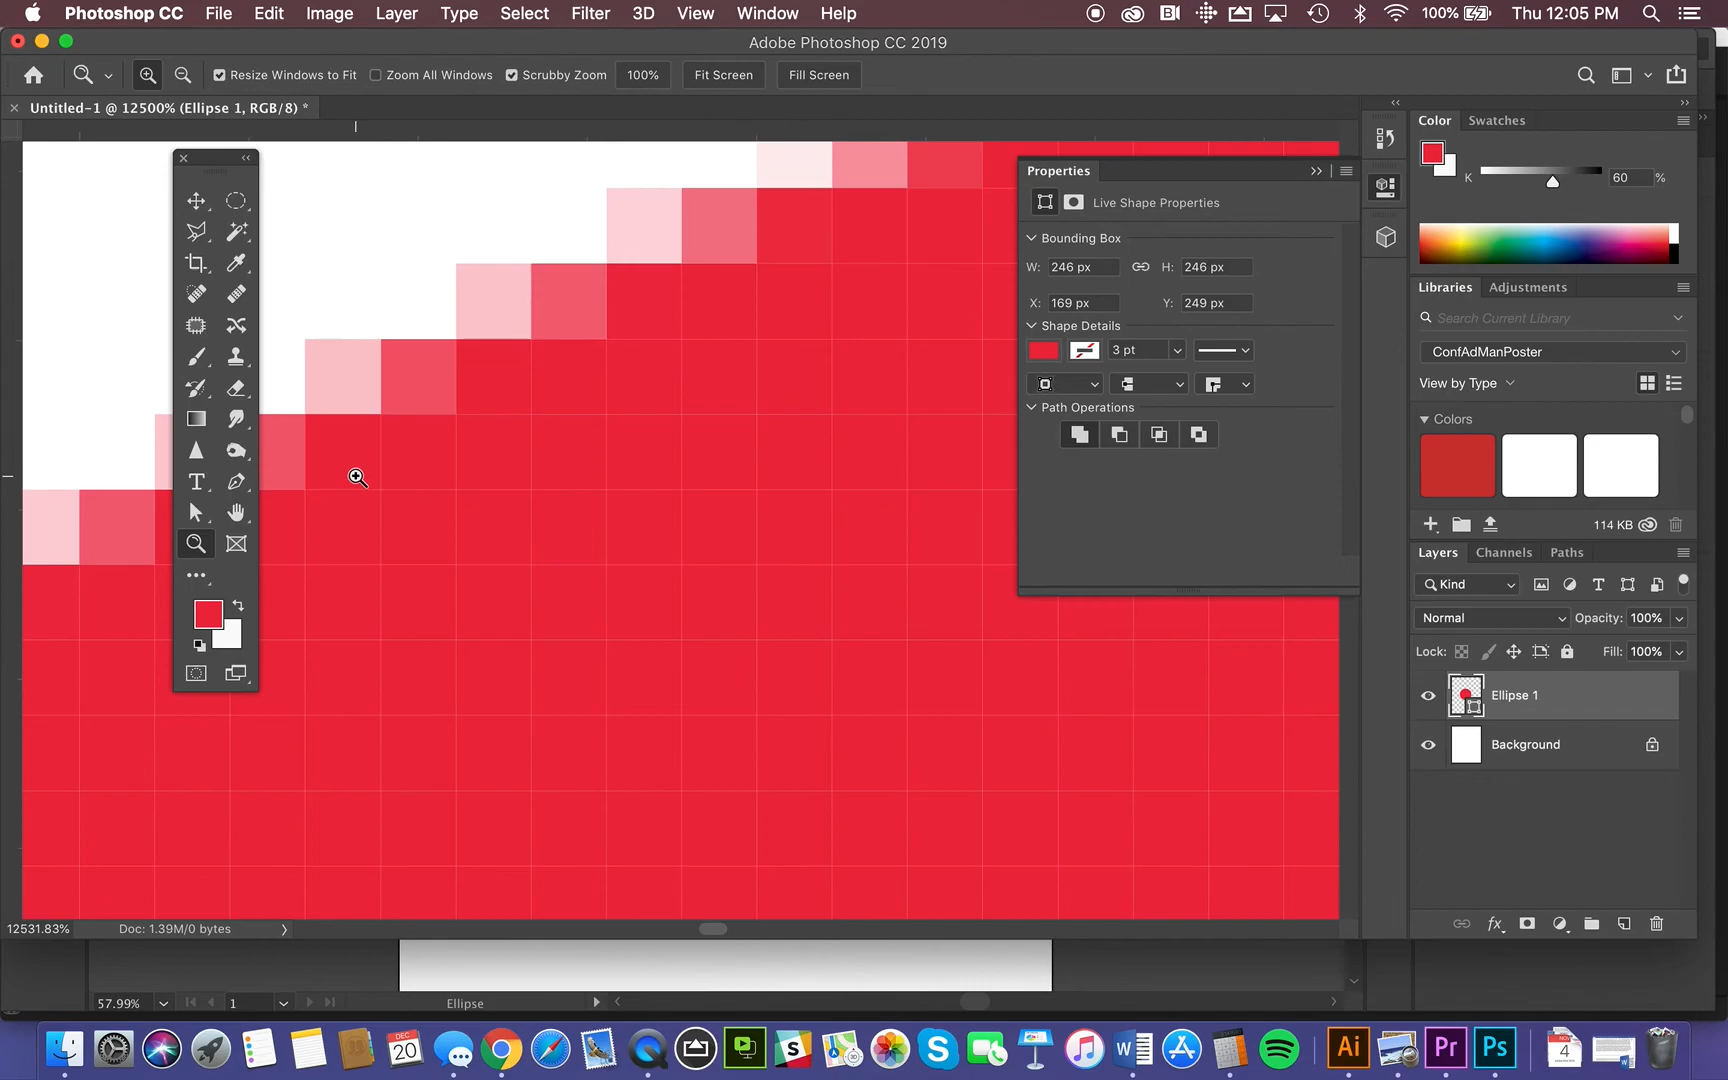 Photoshop CC File Edit Image Layer Type Select Filter 3D View Window Help 100% Thu 12:05 PM
Adobe Photoshop CC 2019
Resize Windows to Fit Zoom All Windows Scrubby Zoom 100% Fit Screen Fill Screen
Untitled-1 @ 12500% (Ellipse 1, RGB/8) *
Color Swatches
K 60 %
Properties
Live Shape Properties
Bounding Box
W: 246 px H: 246 px
X: 169 px Y: 249 px
Shape Details
3 pt
Path Operations
Libraries Adjustments
Search Current Library
ConfAdManPoster
View by Type
Colors
114 KB
Layers Channels Paths
Kind
Normal Opacity: 100%
Lock: Fill: 100%
Ellipse 1
Background
fx
12531.83% Doc: 1.39M/0 bytes
57.99% 1 Ellipse
DEC
20
NOV
4
Ai Pr Ps